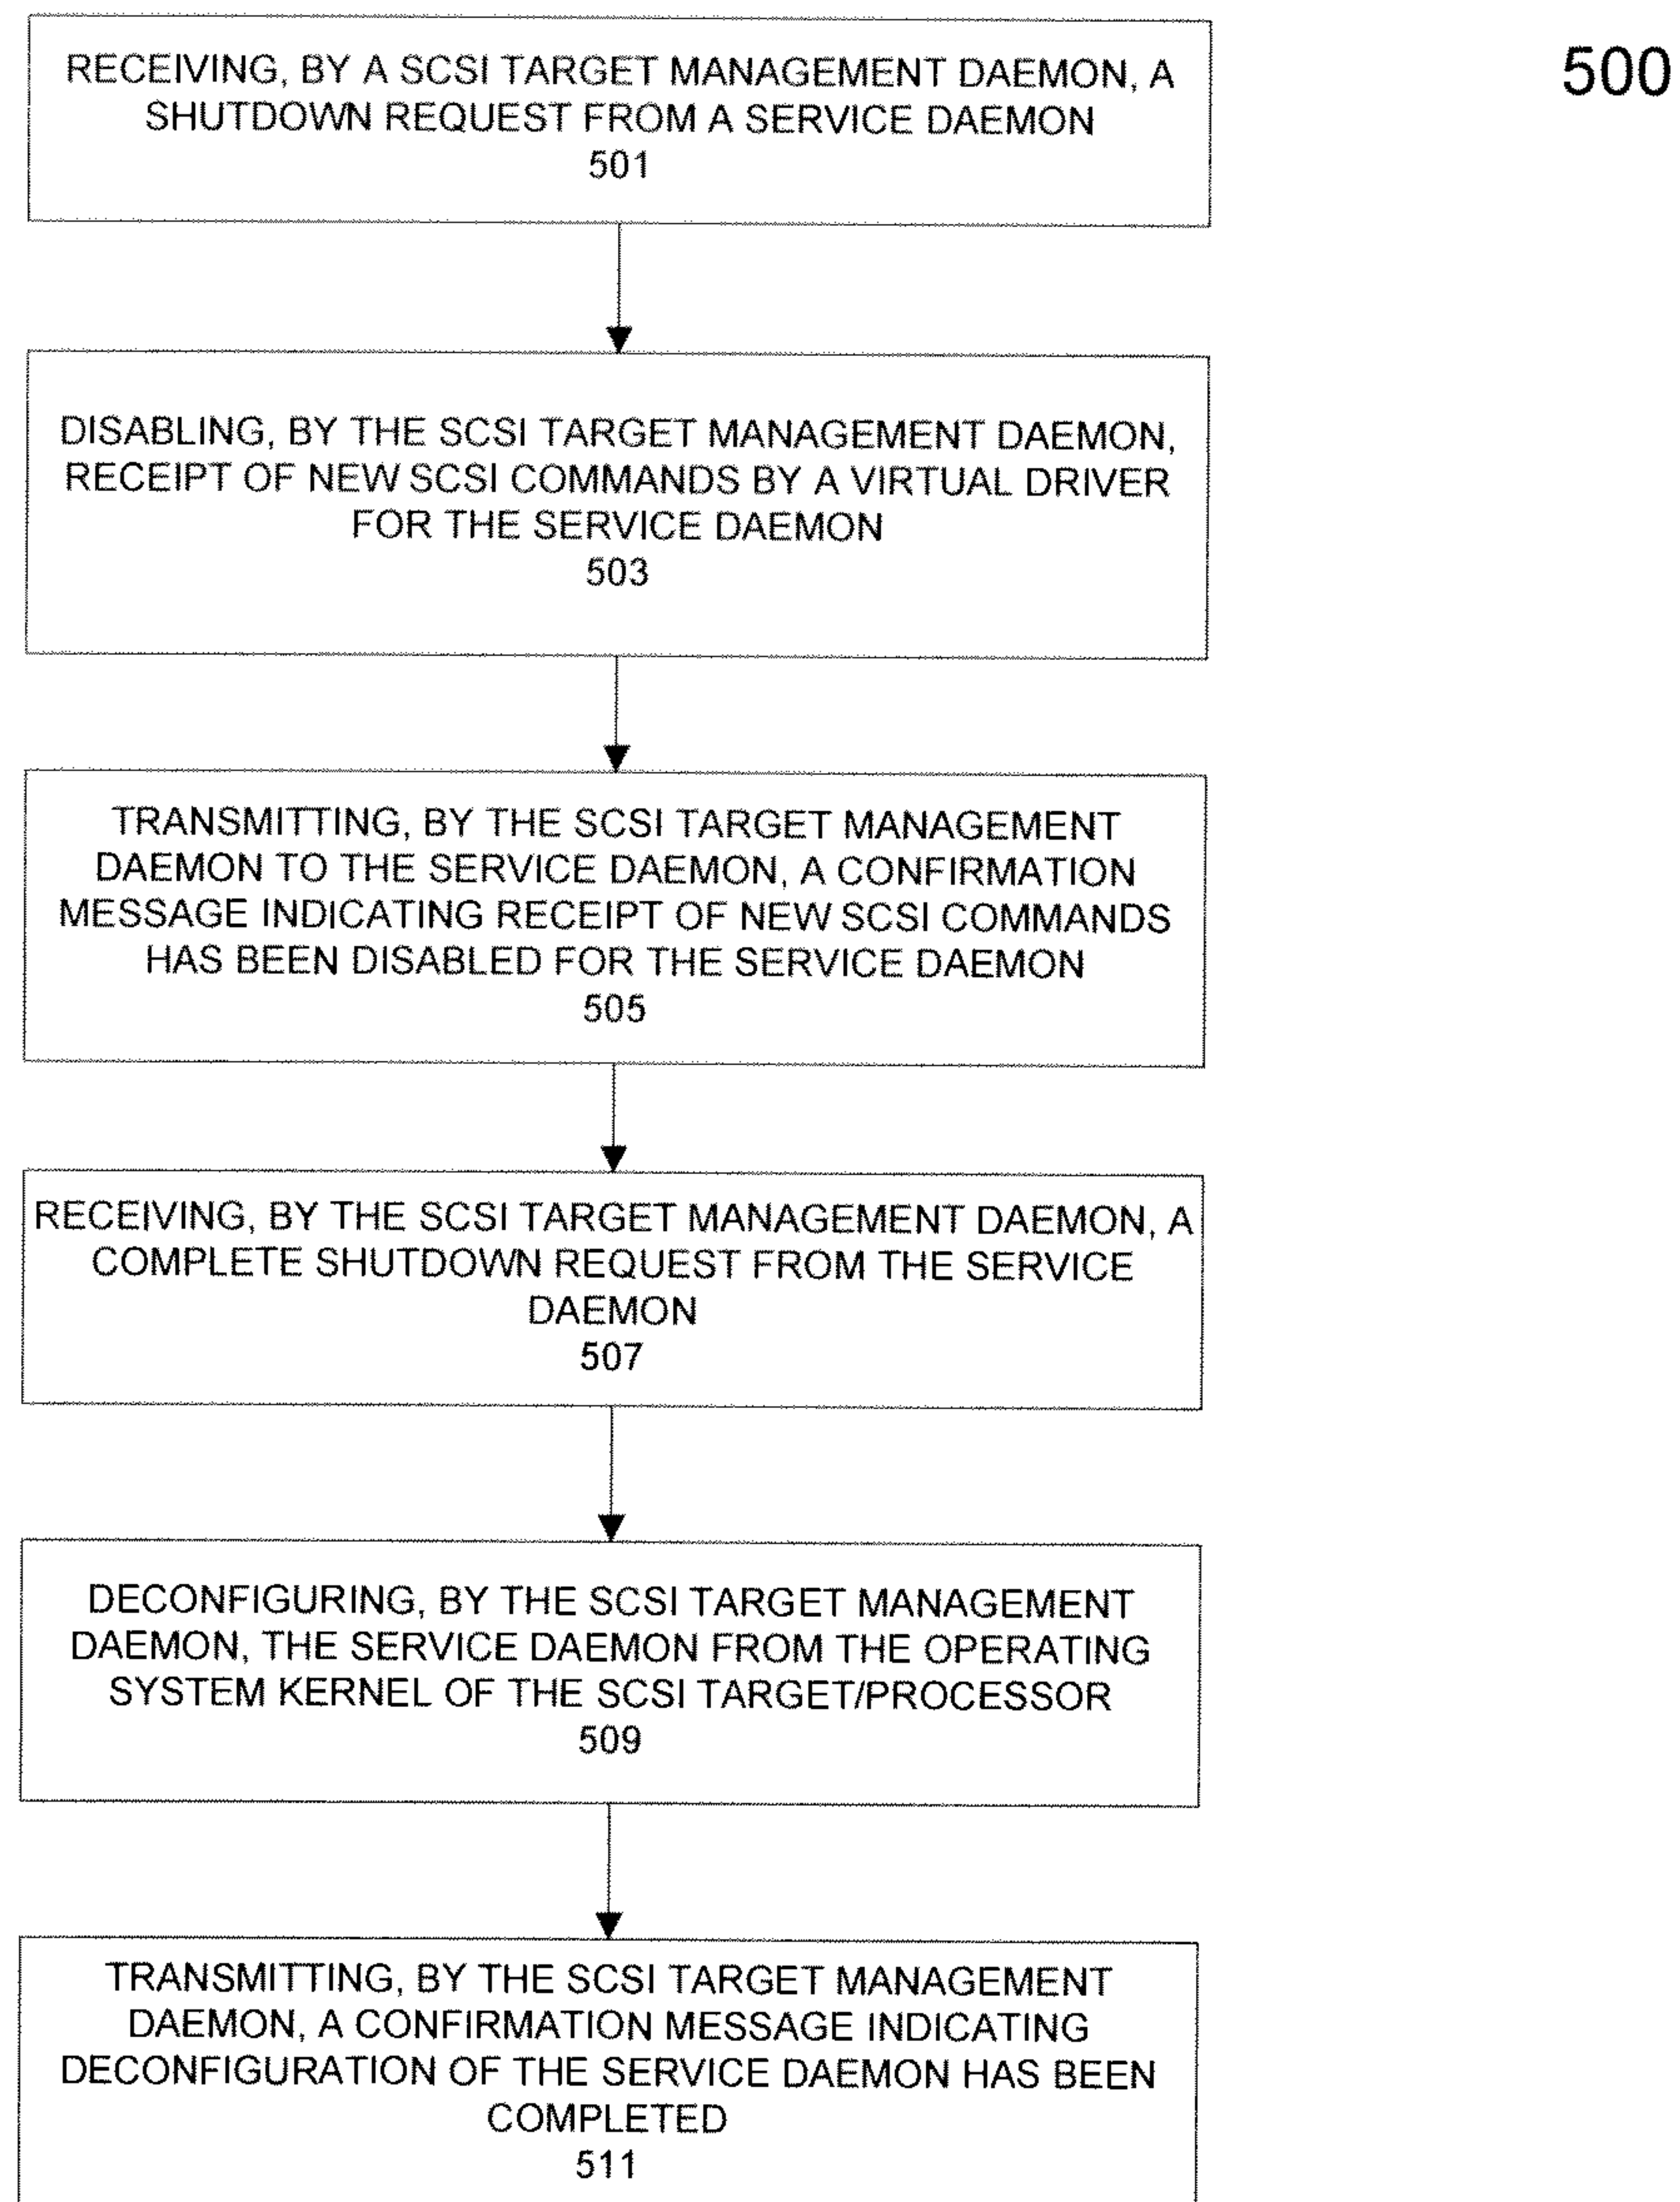 500
RECEIVING, BY A SCSI TARGET MANAGEMENT DAEMON, A
SHUTDOWN REQUEST FROM A SERVICE DAEMON
501
DISABLING, BY THE SCSI TARGET MANAGEMENT DAEMON,
RECEIPT OF NEW SCSI COMMANDS BY A VIRTUAL DRIVER
FOR THE SERVICE DAEMON
503
TRANSMITTING, BY THE SCSI TARGET MANAGEMENT
DAEMON TO THE SERVICE DAEMON, A CONFIRMATION
MESSAGE INDICATING RECEIPT OF NEW SCSI COMMANDS
HAS BEEN DISABLED FOR THE SERVICE DAEMON
505
RECEIVING, BY THE SCSI TARGET MANAGEMENT DAEMON, A
COMPLETE SHUTDOWN REQUEST FROM THE SERVICE
DAEMON
507
DECONFIGURING, BY THE SCSI TARGET MANAGEMENT
DAEMON, THE SERVICE DAEMON FROM THE OPERATING
SYSTEM KERNEL OF THE SCSI TARGET/PROCESSOR
509
TRANSMITTING, BY THE SCSI TARGET MANAGEMENT
DAEMON, A CONFIRMATION MESSAGE INDICATING
DECONFIGURATION OF THE SERVICE DAEMON HAS BEEN
COMPLETED
511